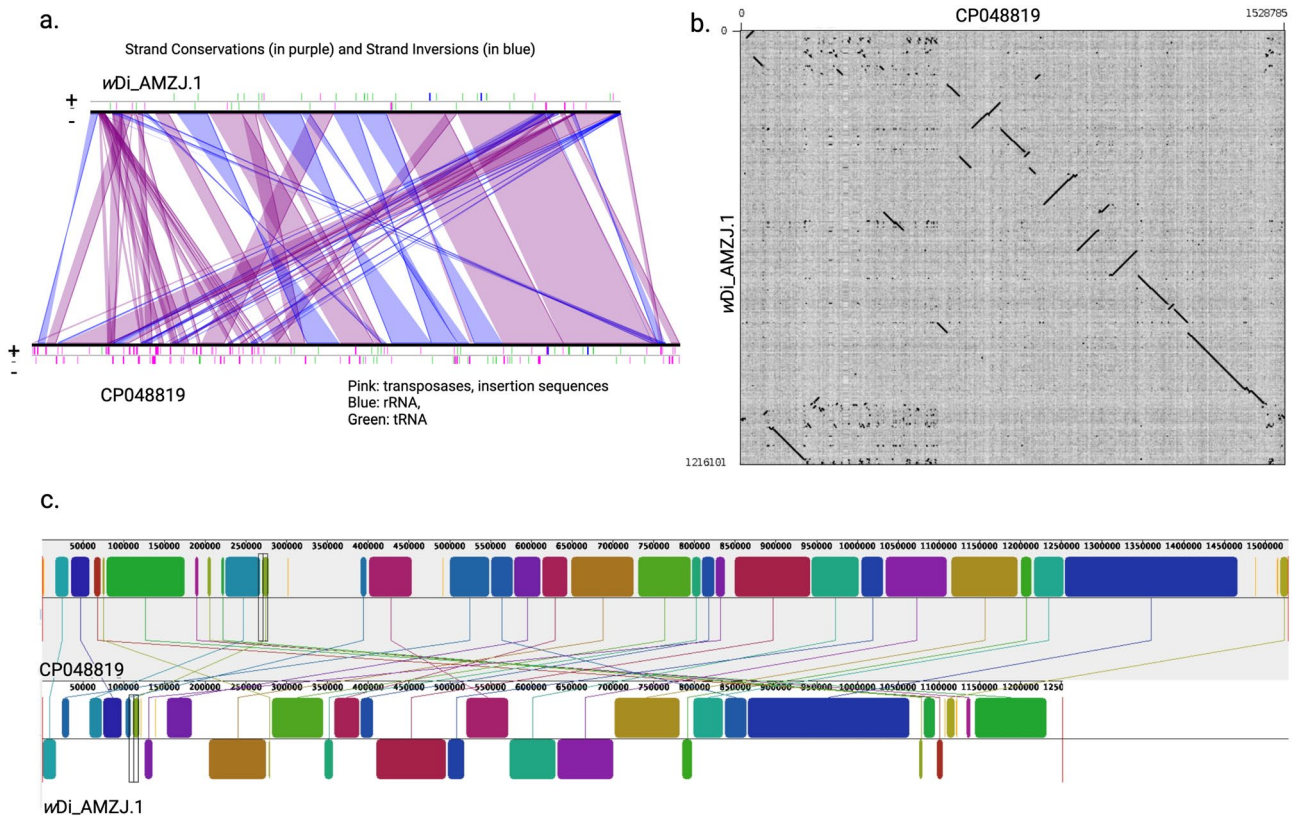 a.
Strand Conservations (in purple) and Strand Inversions (in blue)
wDi_AMZJ.1
+
-
+
-
CP048819
Pink: transposases, insertion sequences
Blue: rRNA,
Green: tRNA
b.
0 CP048819 1528785
0
wDi_AMZJ.1
1216101
c.
50000 100000 150000 200000 250000 300000 350000 400000 450000 500000 550000 600000 650000 700000 750000 800000 850000 900000 950000 1000000 1050000 1100000 1150000 1200000 1250000 1300000 1350000 1400000 1450000 1500000
CP048819
50000 100000 150000 200000 250000 300000 350000 400000 450000 500000 550000 600000 650000 700000 750000 800000 850000 900000 950000 1000000 1050000 1100000 1150000 1200000 1250
wDi_AMZJ.1